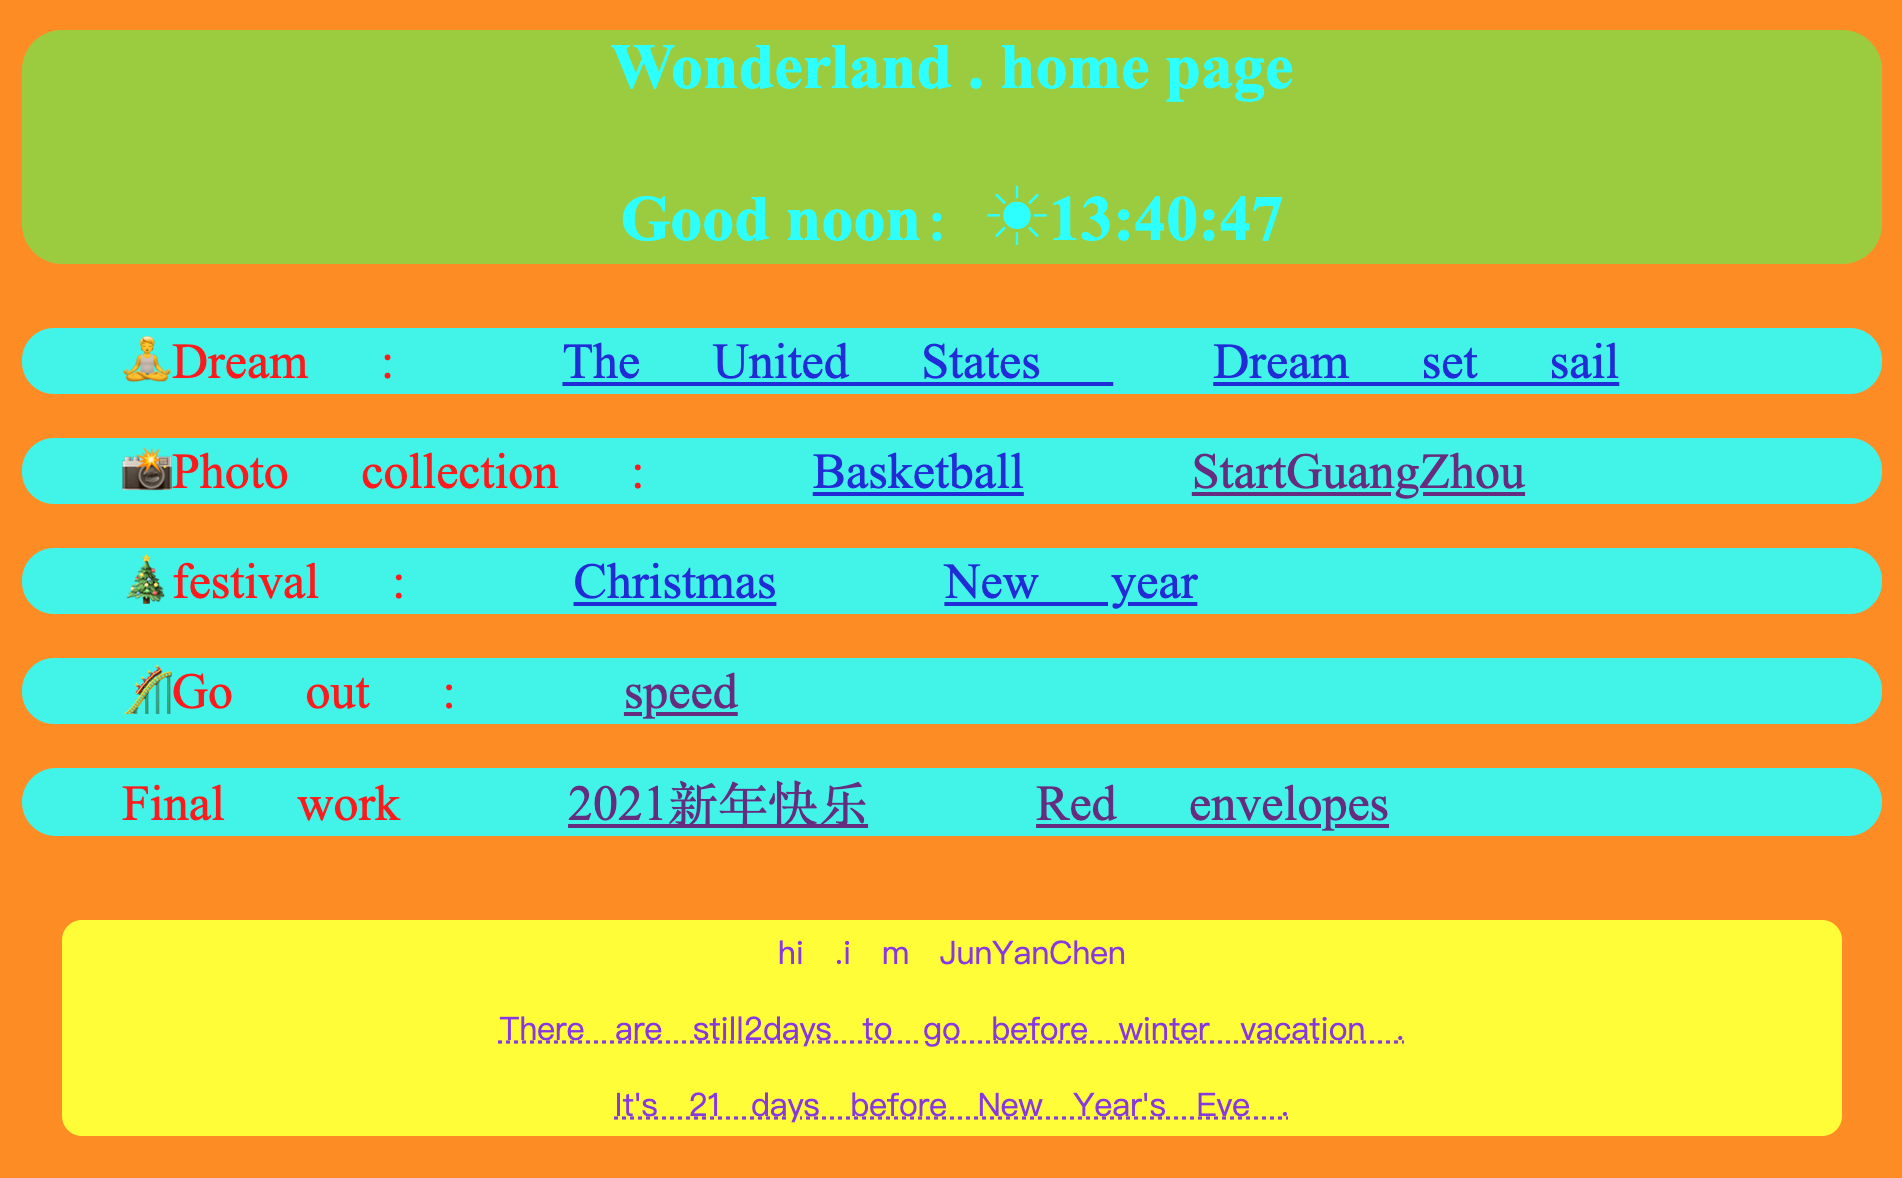 Wonderland . home page
Good noon： ☀13:40:47
🧘Dream : The United States Dream set sail
📸Photo collection : Basketball StartGuangZhou
🎄festival : Christmas New year
🎢Go out : speed
Final work 2021新年快乐 Red envelopes
hi .i m JunYanChen
There are still2days to go before winter vacation .
It's 21 days before New Year's Eve .